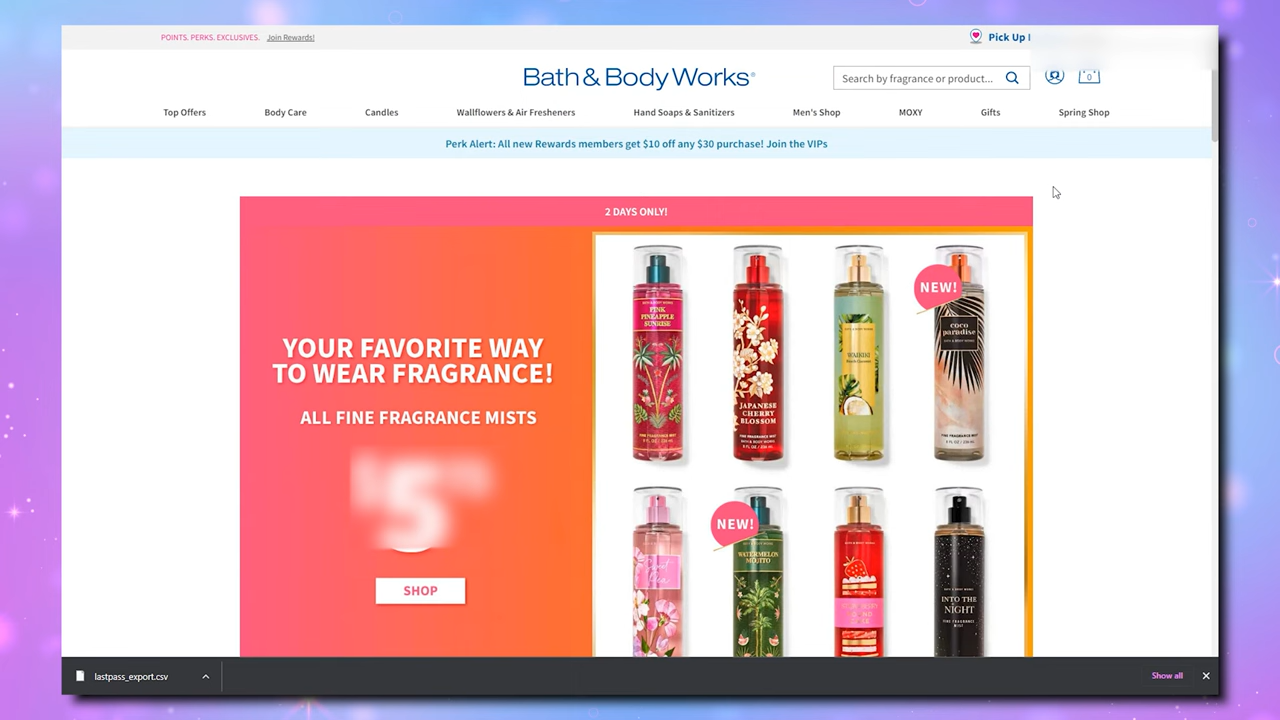 POINTS. PERKS. EXCLUSIVES. Join Rewards!
Pick Up
Bath & Body Works®
Search by fragrance or product...
0
Top Offers
Body Care
Candles
Wallflowers & Air Fresheners
Hand Soaps & Sanitizers
Men's Shop
MOXY
Gifts
Spring Shop
Perk Alert: All new Rewards members get $10 off any $30 purchase! Join the VIPs
2 DAYS ONLY!
YOUR FAVORITE WAY
TO WEAR FRAGRANCE!
ALL FINE FRAGRANCE MISTS
SHOP
PINK
PINEAPPLE
SUNRISE
JAPANESE
CHERRY
BLOSSOM
WAIKIKI
NEW!
coco
paradise
Sweet
Pea
NEW!
WATERMELON
MOJITO
INTO THE
NIGHT
lastpass_export.csv
Show all